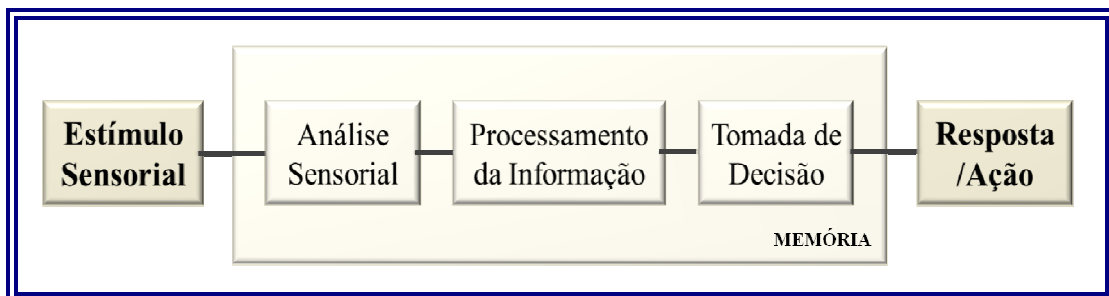 Estímulo
Sensorial
Análise
Sensorial
Processamento
da Informação
Tomada de
Decisão
Resposta
/Ação
MEMÓRIA